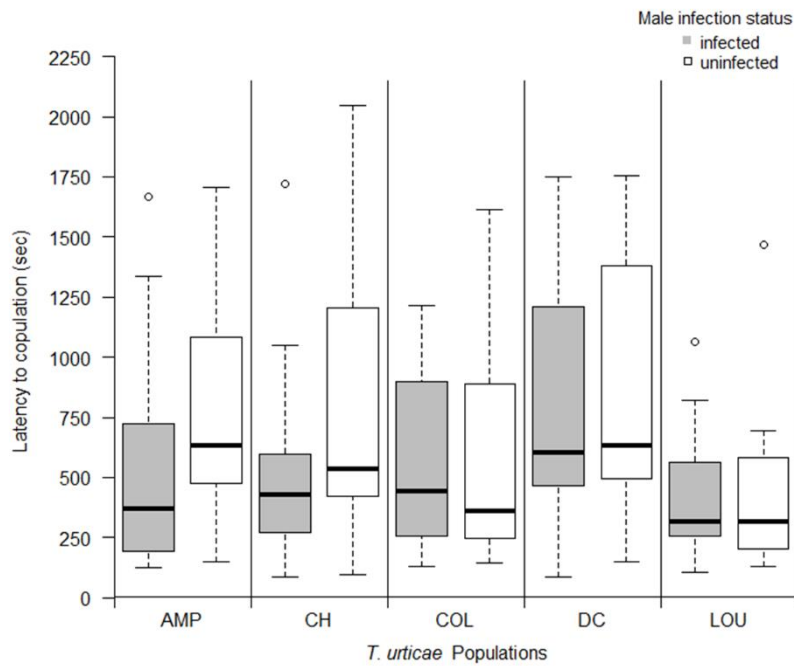 Male infection status
infected
uninfected
Latency to copulation (sec)
2250
2000
1750
1500
1250
1000
750
500
250
0
AMP CH COL DC LOU
T. urticae Populations